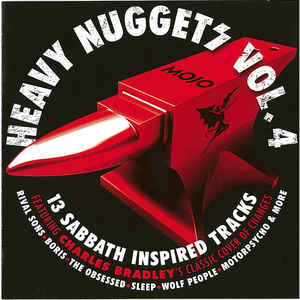 HEAVY NUGGETS VOL.4
MOJO
13 SABBATH INSPIRED TRACKS
FEATURING CHARLES BRADLEY'S CLASSIC COVER OF CHANGES
RIVAL SONS·BORIS·THE OBSESSED·SLEEP·WOLF PEOPLE·MOTORPSYCHO & MORE